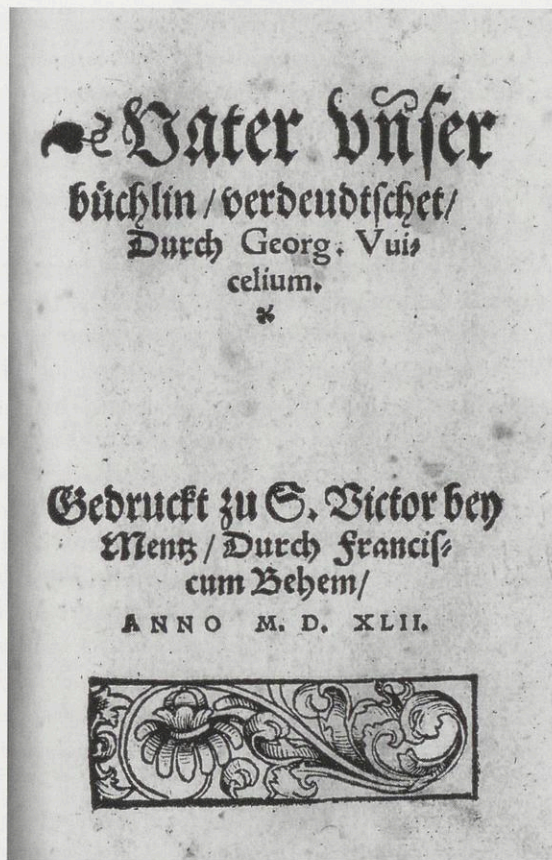 Vater vnſer
büchlin / verdeudtſchet /
Durch Georg. Vui⸗
celium.
Gedruckt zu S. Victor bey
Mentz / Durch Franciſ⸗
cum Behem /
ANNO M. D. XLII.